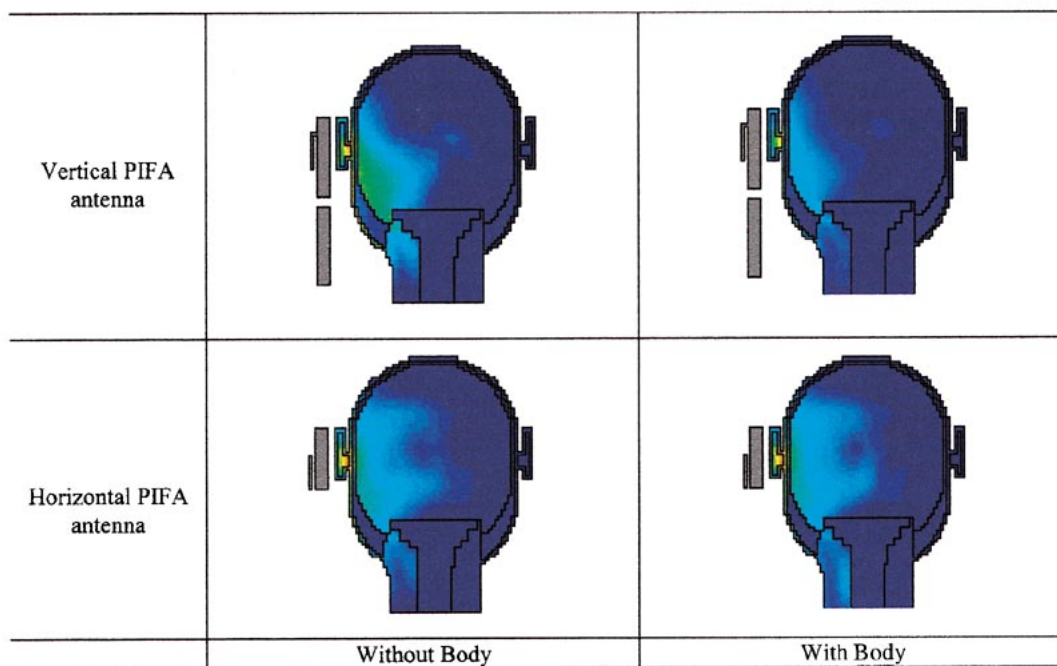 Vertical PIFA
antenna
Horizontal PIFA
antenna
Without Body
With Body